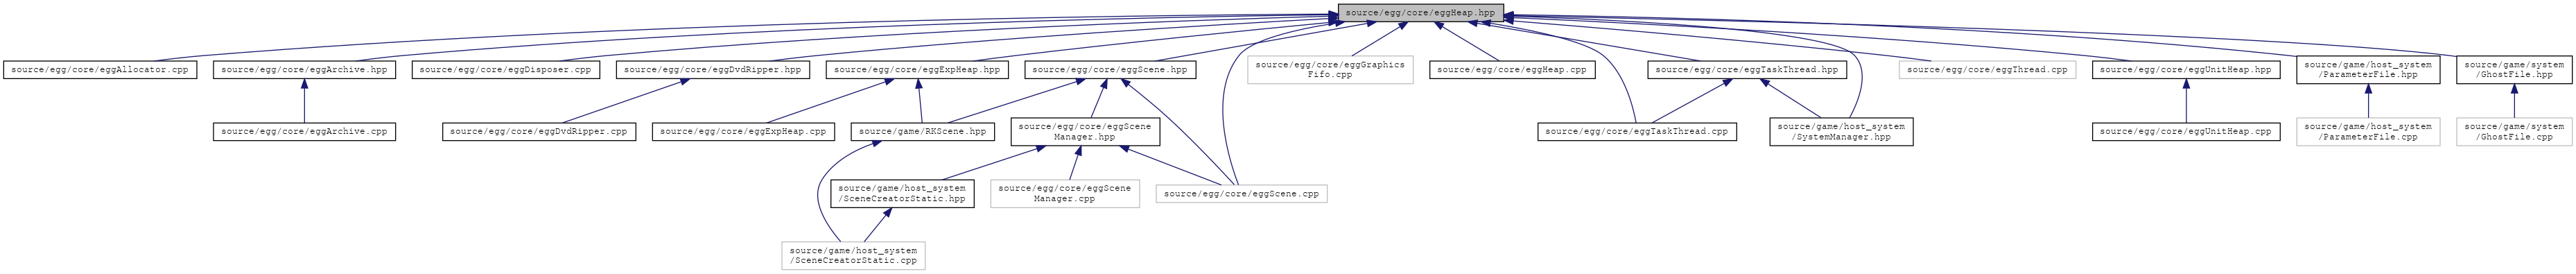 source/egg/core/eggHeap.hpp
source/egg/core/eggAllocator.cpp
source/egg/core/eggArchive.hpp
source/egg/core/eggDisposer.cpp
source/egg/core/eggDvdRipper.hpp
source/egg/core/eggExpHeap.hpp
source/egg/core/eggScene.hpp
source/egg/core/eggGraphics
Fifo.cpp
source/egg/core/eggHeap.cpp
source/egg/core/eggTaskThread.hpp
source/egg/core/eggThread.cpp
source/egg/core/eggUnitHeap.hpp
source/game/host_system
/ParameterFile.hpp
source/game/system
/GhostFile.hpp
source/egg/core/eggArchive.cpp
source/egg/core/eggDvdRipper.cpp
source/egg/core/eggExpHeap.cpp
source/game/RKScene.hpp
source/egg/core/eggScene
Manager.hpp
source/egg/core/eggTaskThread.cpp
source/game/host_system
/SystemManager.hpp
source/egg/core/eggUnitHeap.cpp
source/game/host_system
/ParameterFile.cpp
source/game/system
/GhostFile.cpp
source/game/host_system
/SceneCreatorStatic.hpp
source/egg/core/eggScene
Manager.cpp
source/egg/core/eggScene.cpp
source/game/host_system
/SceneCreatorStatic.cpp